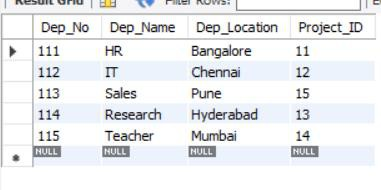 Result Grid Filter Rows:
Dep_No Dep_Name Dep_Location Project_ID
111 HR Bangalore 11
112 IT Chennai 12
113 Sales Pune 15
114 Research Hyderabad 13
115 Teacher Mumbai 14
NULL NULL NULL NULL